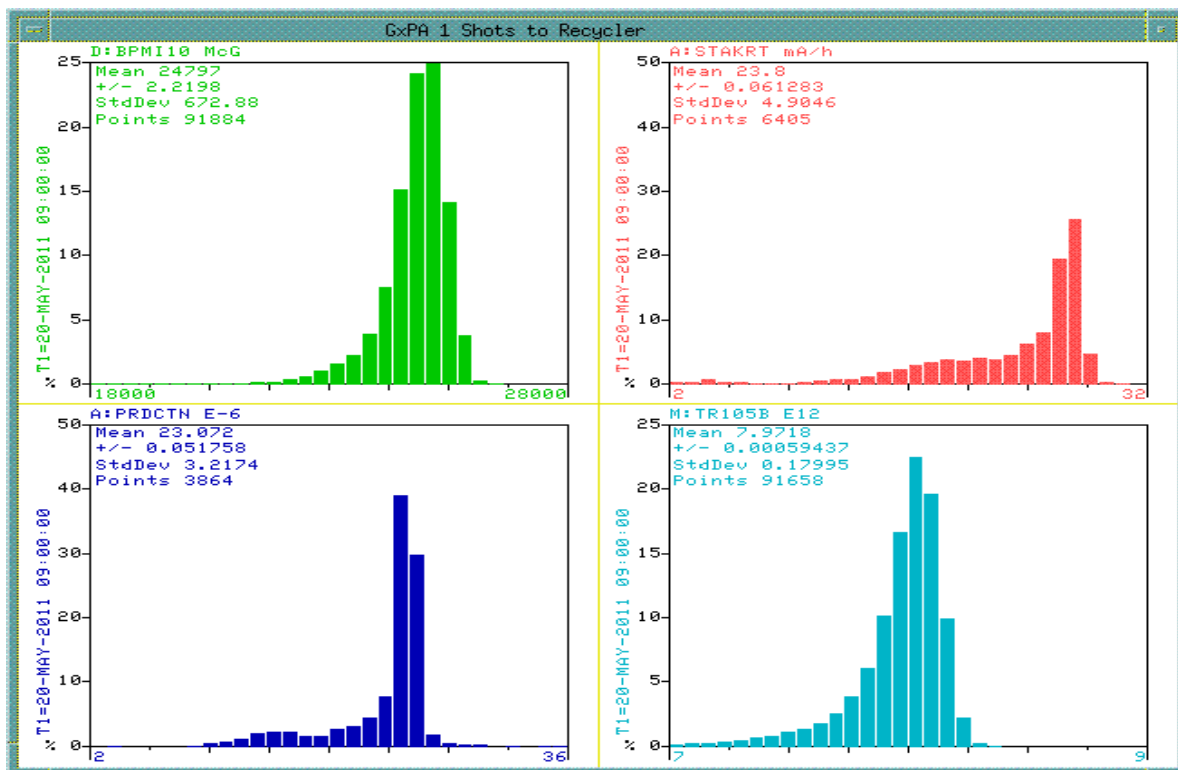 GxPA 1 Shots to Recycler
D:BPMI10 McG
25
20
15
10
5
% 0
T1=20-MAY-2011 09:00:00
Mean 24797
+/- 2.2198
StdDev 672.88
Points 91884
18000 28000
A:STAKRT mA/h
50
40
30
20
10
% 0
T1=20-MAY-2011 09:00:00
Mean 23.8
+/- 0.061283
StdDev 4.9046
Points 6405
2 32
A:PRDCTN E-6
50
40
30
20
10
% 0
T1=20-MAY-2011 09:00:00
Mean 23.072
+/- 0.051758
StdDev 3.2174
Points 3864
2 36
M:TR105B E12
25
20
15
10
5
% 0
T1=20-MAY-2011 09:00:00
Mean 7.9718
+/- 0.00059437
StdDev 0.17995
Points 91658
7 9